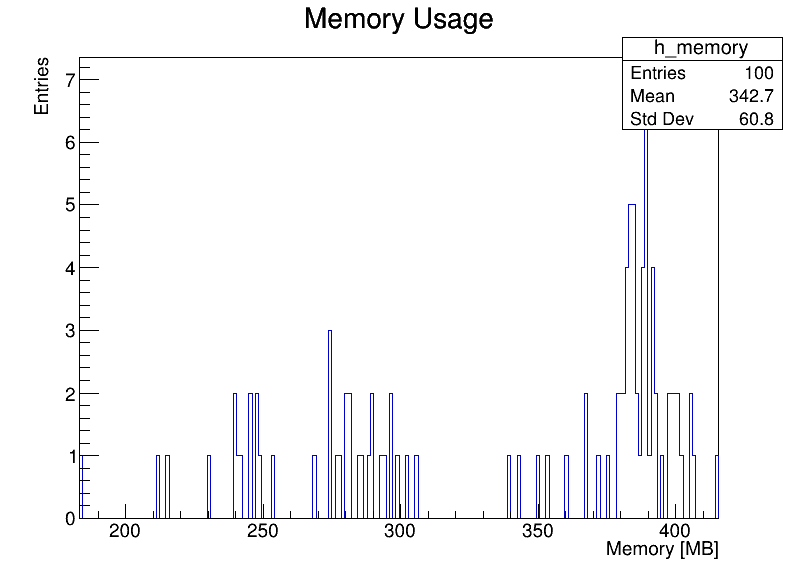 Memory Usage
h_memory
Entries 100
Mean 342.7
Std Dev 60.8
Entries
7
6
5
4
3
2
1
0
200 250 300 350 400
Memory [MB]